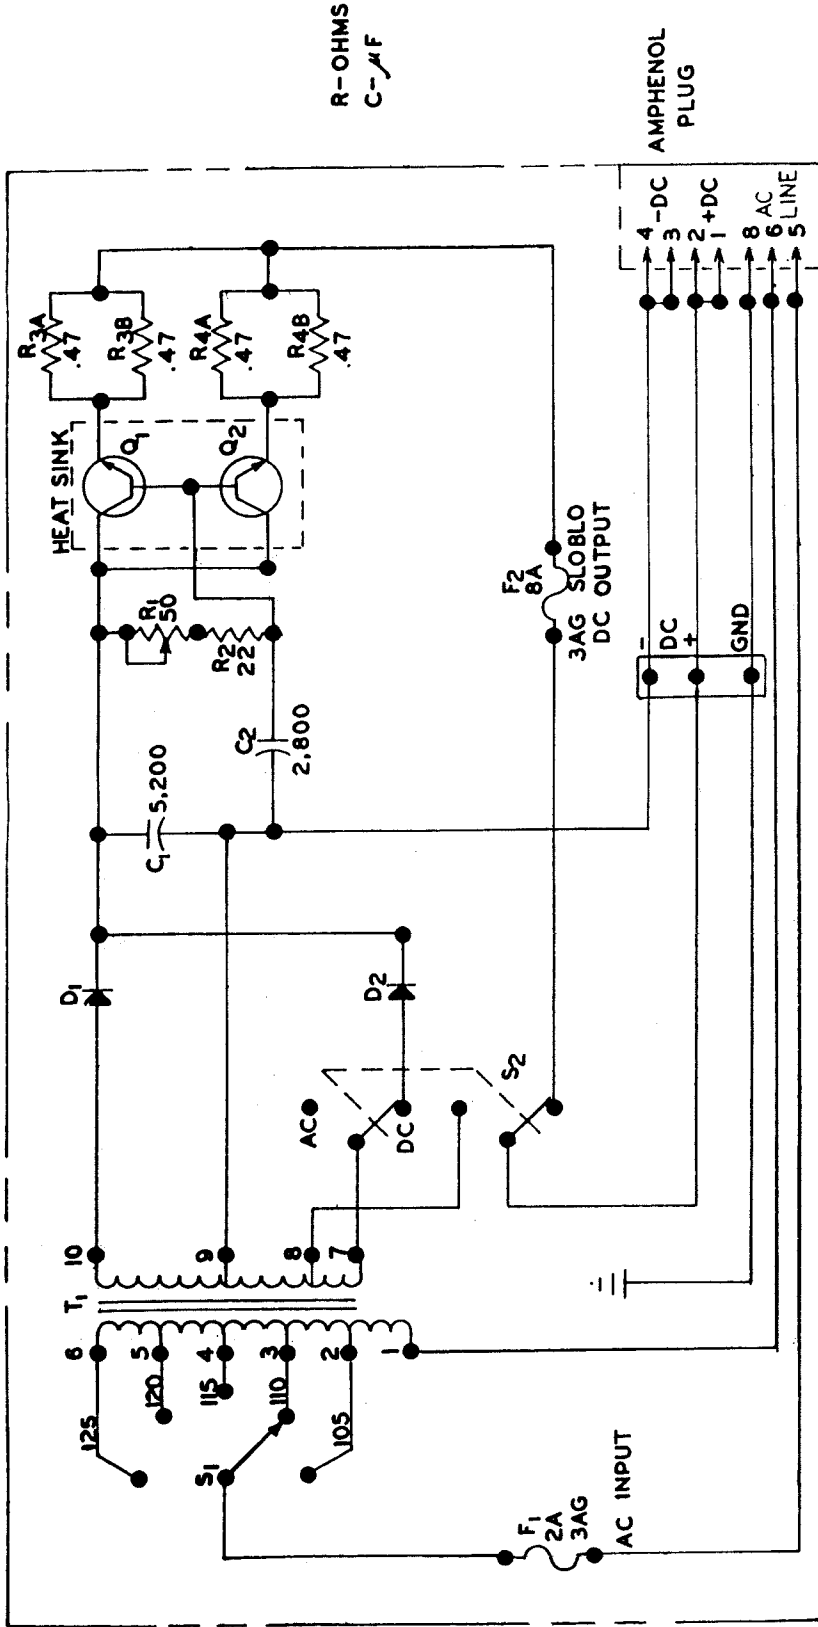 R-OHMS
C-μF
HEAT SINK
R3A
.47
R3B
.47
R4A
.47
R4B
.47
Q1
Q2
R1
50
R2
22
C1
5,200
C2
2,800
D1
D2
F2
8A
3AG SLOBLO
DC OUTPUT
AC
DC
S2
T1
10
9
8
7
6
5
4
3
2
1
125
120
115
110
105
S1
F1
2A
3AG
AC INPUT
-
DC
+
GND
AMPHENOL
PLUG
4 -DC
3
2 +DC
1
8
6 AC
5 LINE